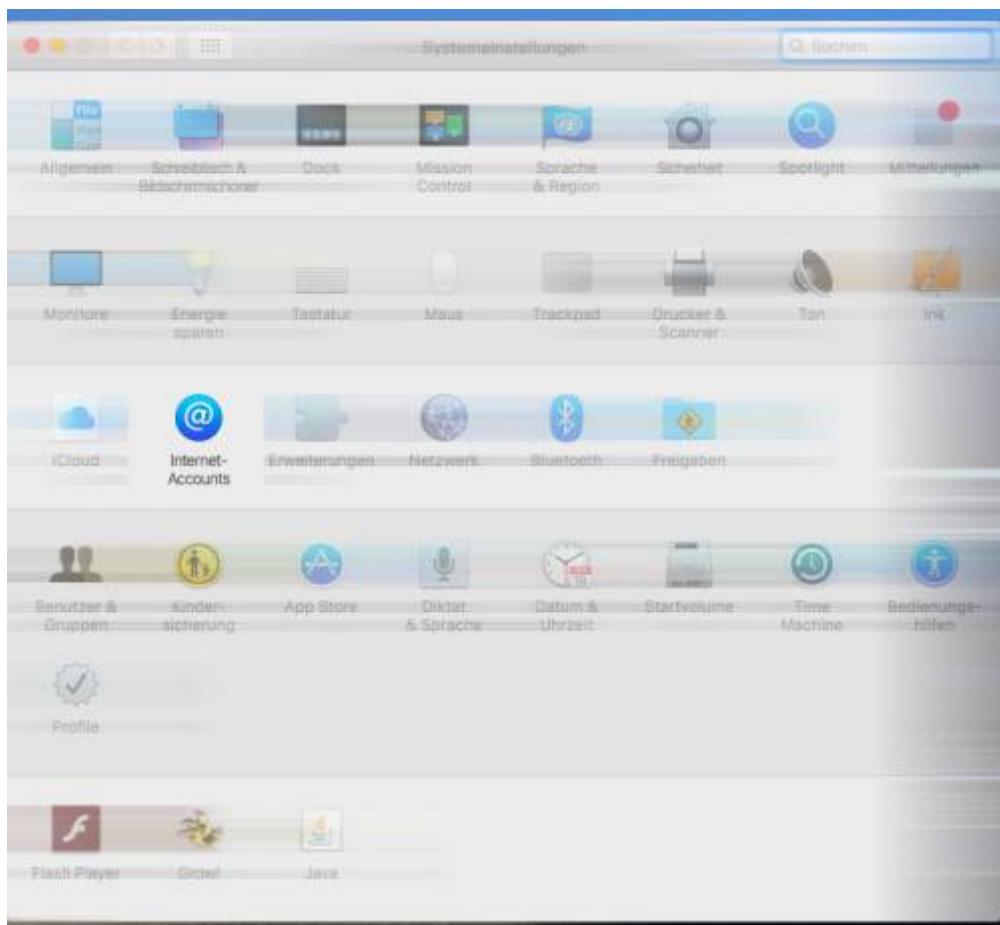 Systemeinstellungen
Suchen
Allgemein
Schreibtisch &
Bildschirmschoner
Dock
Mission
Control
Sprache
& Region
Sicherheit
Spotlight
Mitteilungen
Monitore
Energie
sparen
Tastatur
Maus
Trackpad
Drucker &
Scanner
Ton
Ink
iCloud
Internet-
Accounts
Erweiterungen
Netzwerk
Bluetooth
Freigaben
Benutzer &
Gruppen
Kinder-
sicherung
App Store
Diktat
& Sprache
Datum &
Uhrzeit
Startvolume
Time
Machine
Bedienungs-
hilfen
Profile
Flash Player
Growl
Java